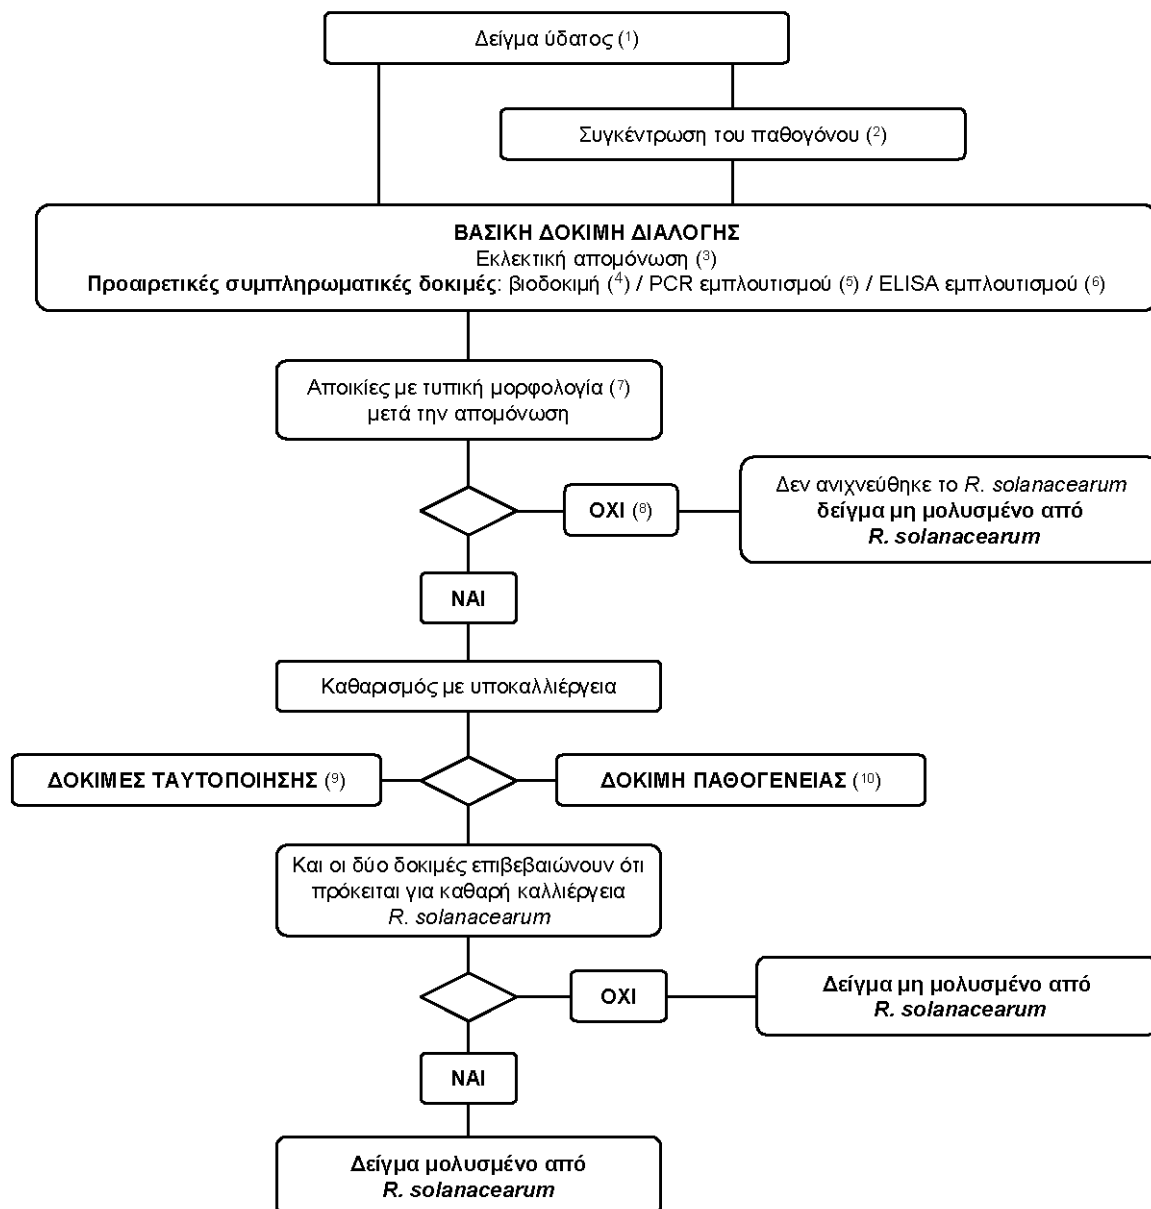 Δείγμα ύδατος (¹)
Συγκέντρωση του παθογόνου (²)
ΒΑΣΙΚΗ ΔΟΚΙΜΗ ΔΙΑΛΟΓΗΣ
Εκλεκτική απομόνωση (³)
Προαιρετικές συμπληρωματικές δοκιμές: βιοδοκιμή (⁴) / PCR εμπλουτισμού (⁵) / ELISA εμπλουτισμού (⁶)
Αποικίες με τυπική μορφολογία (⁷)
μετά την απομόνωση
ΟΧΙ (⁸)
Δεν ανιχνεύθηκε το R. solanacearum
δείγμα μη μολυσμένο από
R. solanacearum
ΝΑΙ
Καθαρισμός με υποκαλλιέργεια
ΔΟΚΙΜΕΣ ΤΑΥΤΟΠΟΙΗΣΗΣ (⁹)
ΔΟΚΙΜΗ ΠΑΘΟΓΕΝΕΙΑΣ (¹⁰)
Και οι δύο δοκιμές επιβεβαιώνουν ότι
πρόκειται για καθαρή καλλιέργεια
R. solanacearum
ΟΧΙ
Δείγμα μη μολυσμένο από
R. solanacearum
ΝΑΙ
Δείγμα μολυσμένο από
R. solanacearum